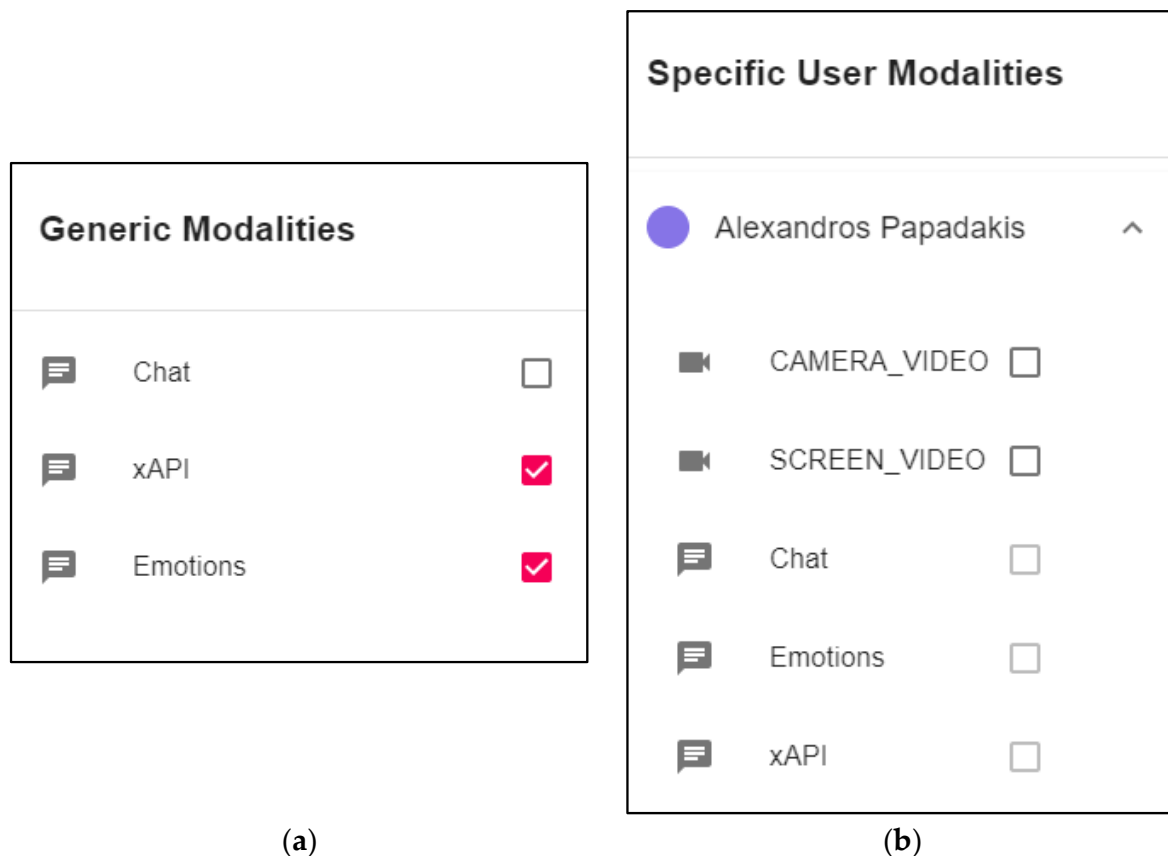 Generic Modalities
Chat
xAPI
Emotions
(a)
Specific User Modalities
Alexandros Papadakis
CAMERA_VIDEO
SCREEN_VIDEO
Chat
Emotions
xAPI
(b)